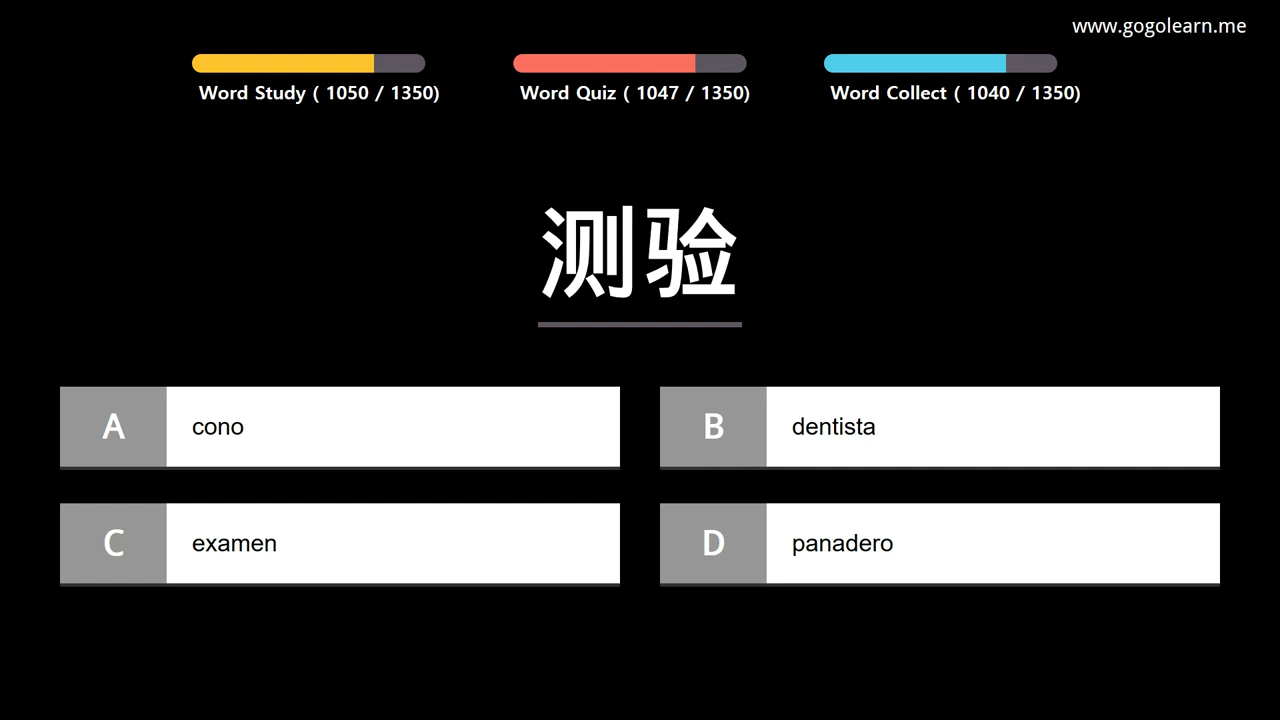 www.gogolearn.me
Word Study ( 1050 / 1350)
Word Quiz ( 1047 / 1350)
Word Collect ( 1040 / 1350)
测验
A cono
B dentista
C examen
D panadero